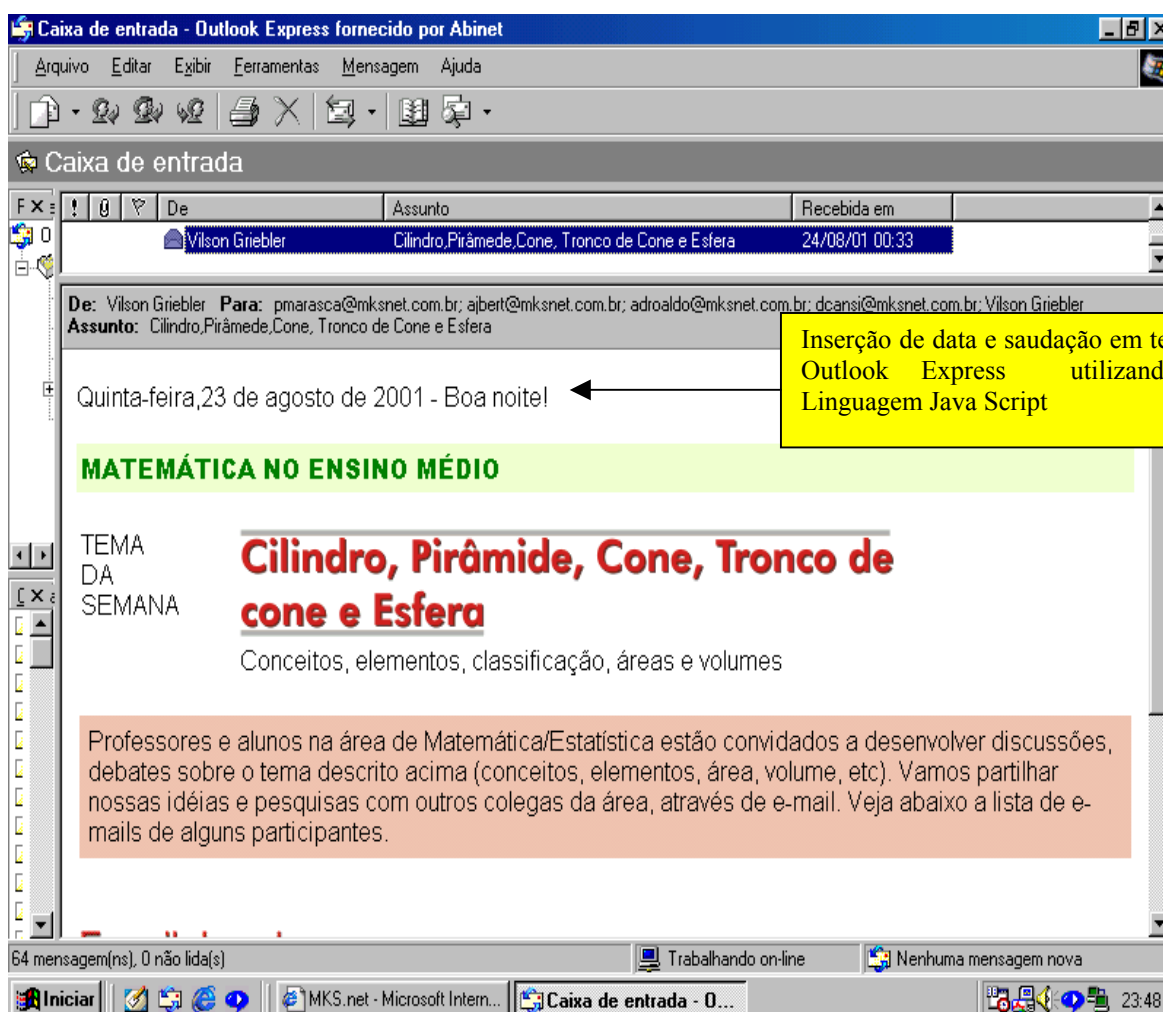 Caixa de entrada - Outlook Express fornecido por Abinet
Arquivo Editar Exibir Ferramentas Mensagem Ajuda
Caixa de entrada
De Assunto Recebida em
Vilson Griebler Cilindro,Pirâmede,Cone, Tronco de Cone e Esfera 24/08/01 00:33
De: Vilson Griebler Para: pmarasca@mksnet.com.br; ajbert@mksnet.com.br; adroaldo@mksnet.com.br; dcansi@mksnet.com.br; Vilson Griebler
Assunto: Cilindro,Pirâmede,Cone, Tronco de Cone e Esfera
Inserção de data e saudação em te
Outlook Express utilizand
Linguagem Java Script
Quinta-feira,23 de agosto de 2001 - Boa noite!
MATEMÁTICA NO ENSINO MÉDIO
TEMA
DA
SEMANA
Cilindro, Pirâmide, Cone, Tronco de
cone e Esfera
Conceitos, elementos, classificação, áreas e volumes
Professores e alunos na área de Matemática/Estatística estão convidados a desenvolver discussões,
debates sobre o tema descrito acima (conceitos, elementos, área, volume, etc). Vamos partilhar
nossas idéias e pesquisas com outros colegas da área, através de e-mail. Veja abaixo a lista de e-
mails de alguns participantes.
64 mensagem(ns), 0 não lida(s) Trabalhando on-line Nenhuma mensagem nova
Iniciar MKS.net - Microsoft Intern... Caixa de entrada - O... 23:48